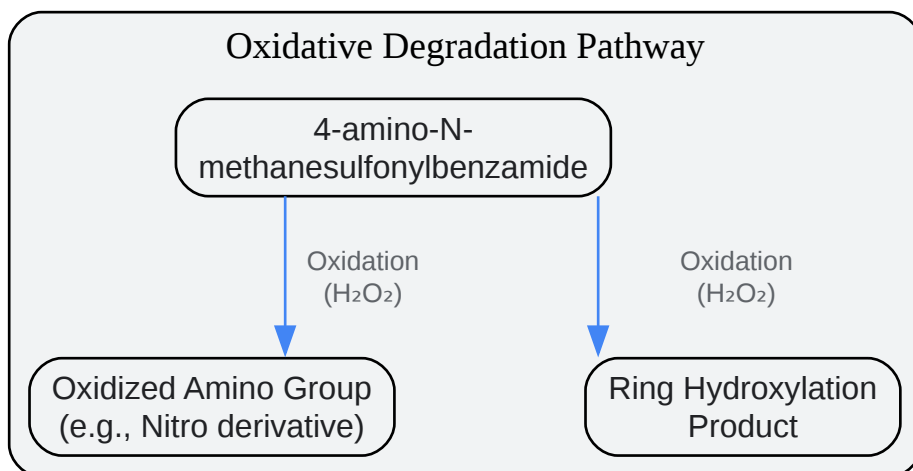 Oxidative Degradation Pathway
4-amino-N-
methanesulfonylbenzamide
Oxidation
(H₂O₂)
Oxidation
(H₂O₂)
Oxidized Amino Group
(e.g., Nitro derivative)
Ring Hydroxylation
Product